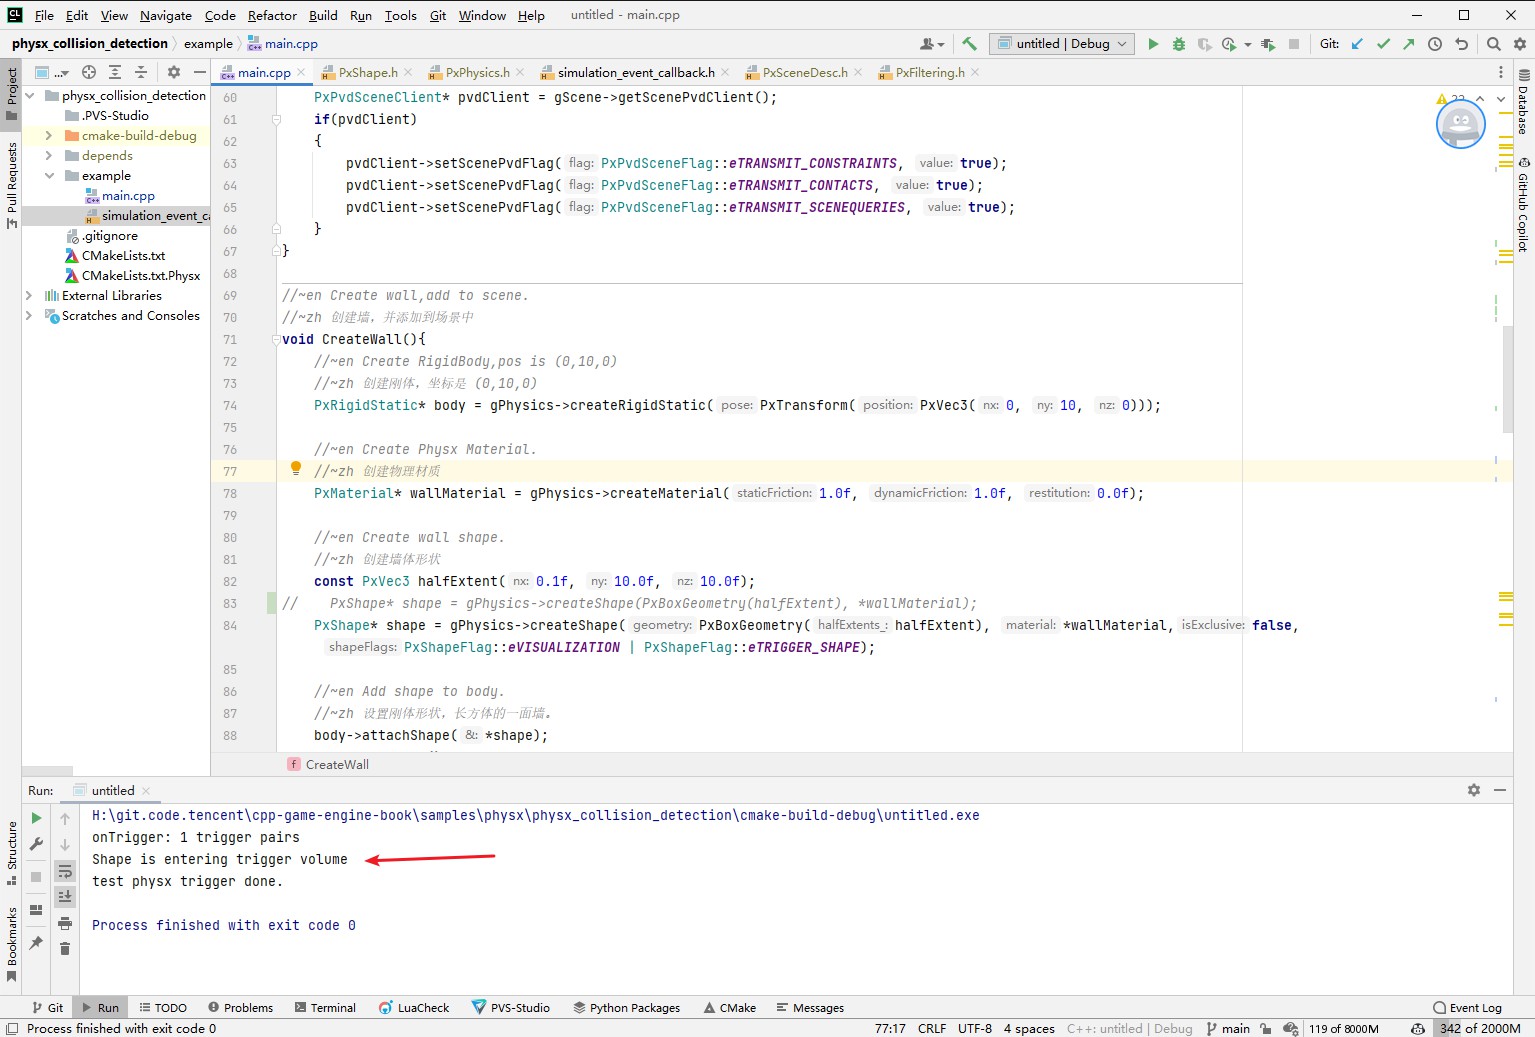 File Edit View Navigate Code Refactor Build Run Tools Git Window Help untitled - main.cpp
physx_collision_detection example main.cpp untitled | Debug Git:
Project
Pull Requests
Structure
Bookmarks
... main.cpp PxShape.h PxPhysics.h simulation_event_callback.h PxSceneDesc.h PxFiltering.h
physx_collision_detection
.PVS-Studio
cmake-build-debug
depends
example
main.cpp
simulation_event_ca
.gitignore
CMakeLists.txt
CMakeLists.txt.Physx
External Libraries
Scratches and Consoles
60 PxPvdSceneClient* pvdClient = gScene->getScenePvdClient();
61 if(pvdClient)
62 {
63 pvdClient->setScenePvdFlag( flag: PxPvdSceneFlag::eTRANSMIT_CONSTRAINTS, value: true);
64 pvdClient->setScenePvdFlag( flag: PxPvdSceneFlag::eTRANSMIT_CONTACTS, value: true);
65 pvdClient->setScenePvdFlag( flag: PxPvdSceneFlag::eTRANSMIT_SCENEQUERIES, value: true);
66 }
67 }
68
69 //~en Create wall,add to scene.
70 //~zh 创建墙，并添加到场景中
71 void CreateWall(){
72 //~en Create RigidBody,pos is (0,10,0)
73 //~zh 创建刚体，坐标是 (0,10,0)
74 PxRigidStatic* body = gPhysics->createRigidStatic( pose: PxTransform( position: PxVec3( nx: 0, ny: 10, nz: 0)));
75
76 //~en Create Physx Material.
77 //~zh 创建物理材质
78 PxMaterial* wallMaterial = gPhysics->createMaterial( staticFriction: 1.0f, dynamicFriction: 1.0f, restitution: 0.0f);
79
80 //~en Create wall shape.
81 //~zh 创建墙体形状
82 const PxVec3 halfExtent( nx: 0.1f, ny: 10.0f, nz: 10.0f);
83 // PxShape* shape = gPhysics->createShape(PxBoxGeometry(halfExtent), *wallMaterial);
84 PxShape* shape = gPhysics->createShape( geometry: PxBoxGeometry( halfExtents_: halfExtent), material: *wallMaterial, isExclusive: false,
shapeFlags: PxShapeFlag::eVISUALIZATION | PxShapeFlag::eTRIGGER_SHAPE);
85
86 //~en Add shape to body.
87 //~zh 设置刚体形状，长方体的一面墙。
88 body->attachShape( &: *shape);
f CreateWall
Database
GitHub Copilot
Run: untitled
H:\git.code.tencent\cpp-game-engine-book\samples\physx\physx_collision_detection\cmake-build-debug\untitled.exe
onTrigger: 1 trigger pairs
Shape is entering trigger volume
test physx trigger done.
Process finished with exit code 0
Git Run TODO Problems Terminal LuaCheck PVS-Studio Python Packages CMake Messages Event Log
Process finished with exit code 0 77:17 CRLF UTF-8 4 spaces C++: untitled | Debug main 119 of 8000M 342 of 2000M